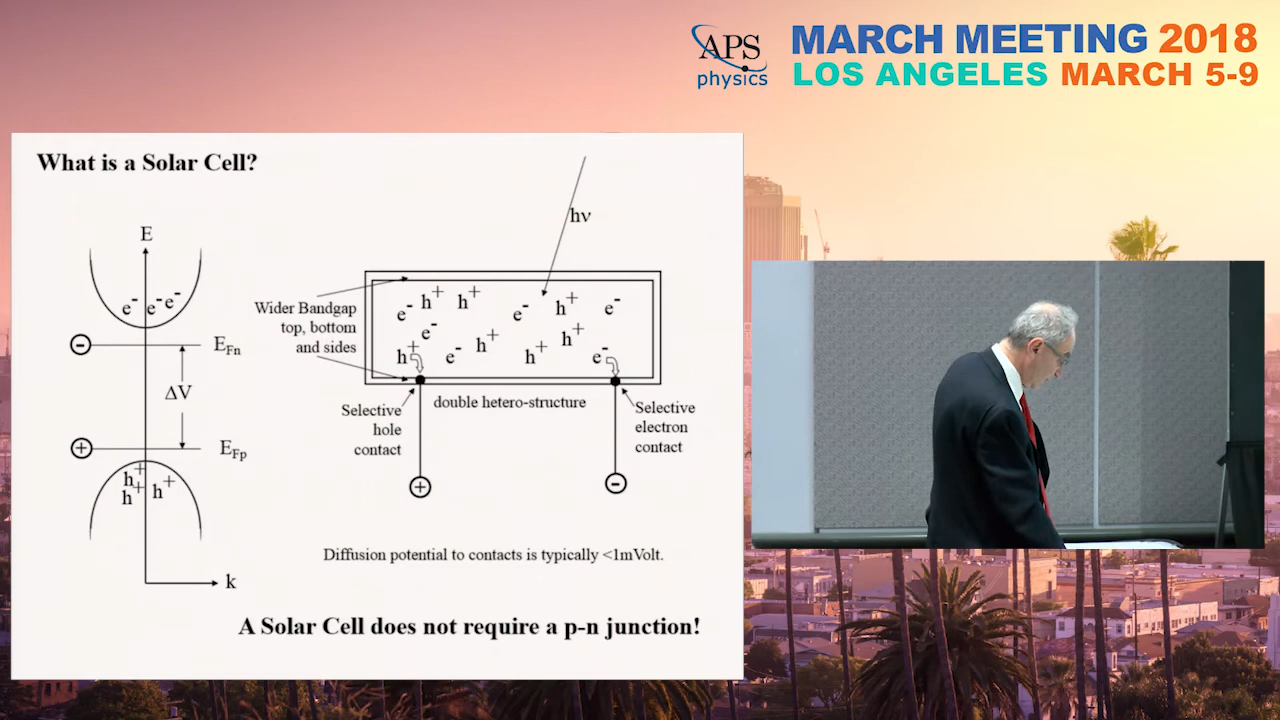 APS
physics
MARCH MEETING 2018
LOS ANGELES MARCH 5-9
What is a Solar Cell?
E
e- e- e-
-
EFn
ΔV
+
EFp
h+
h+ h+
k
hν
Wider Bandgap
top, bottom
and sides
e- h+ h+ e- h+ e-
e- h+ h+
h+ e- h+ e-
Selective
hole
contact
double hetero-structure
Selective
electron
contact
+
-
Diffusion potential to contacts is typically <1mVolt.
A Solar Cell does not require a p-n junction!